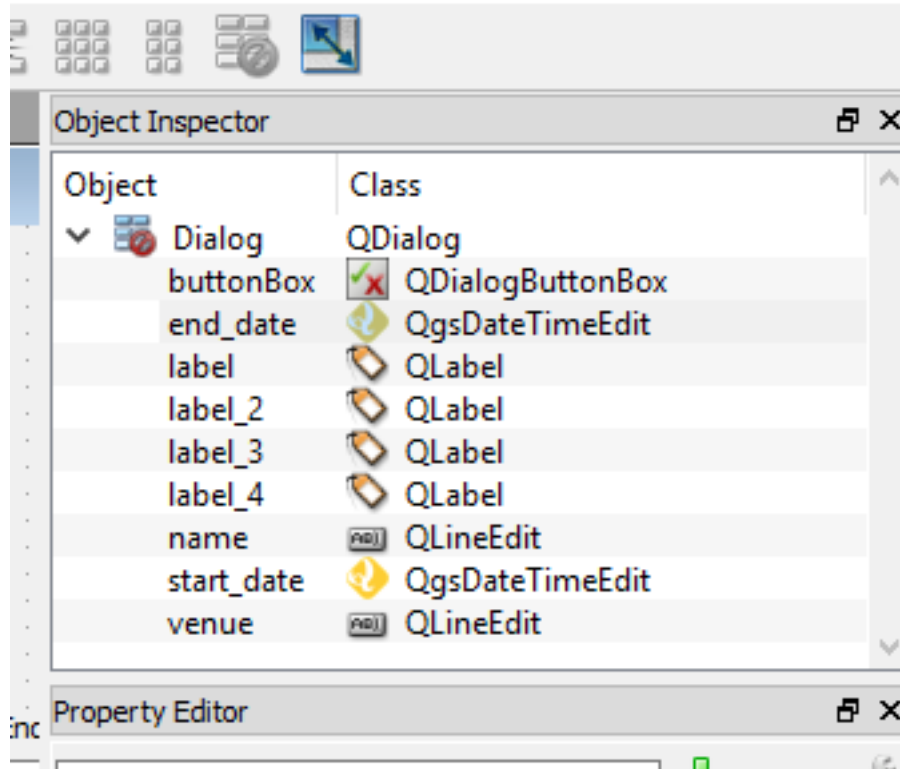 Object Inspector
Object Class
Dialog QDialog
buttonBox QDialogButtonBox
end_date QgsDateTimeEdit
label QLabel
label_2 QLabel
label_3 QLabel
label_4 QLabel
name QLineEdit
start_date QgsDateTimeEdit
venue QLineEdit
Property Editor